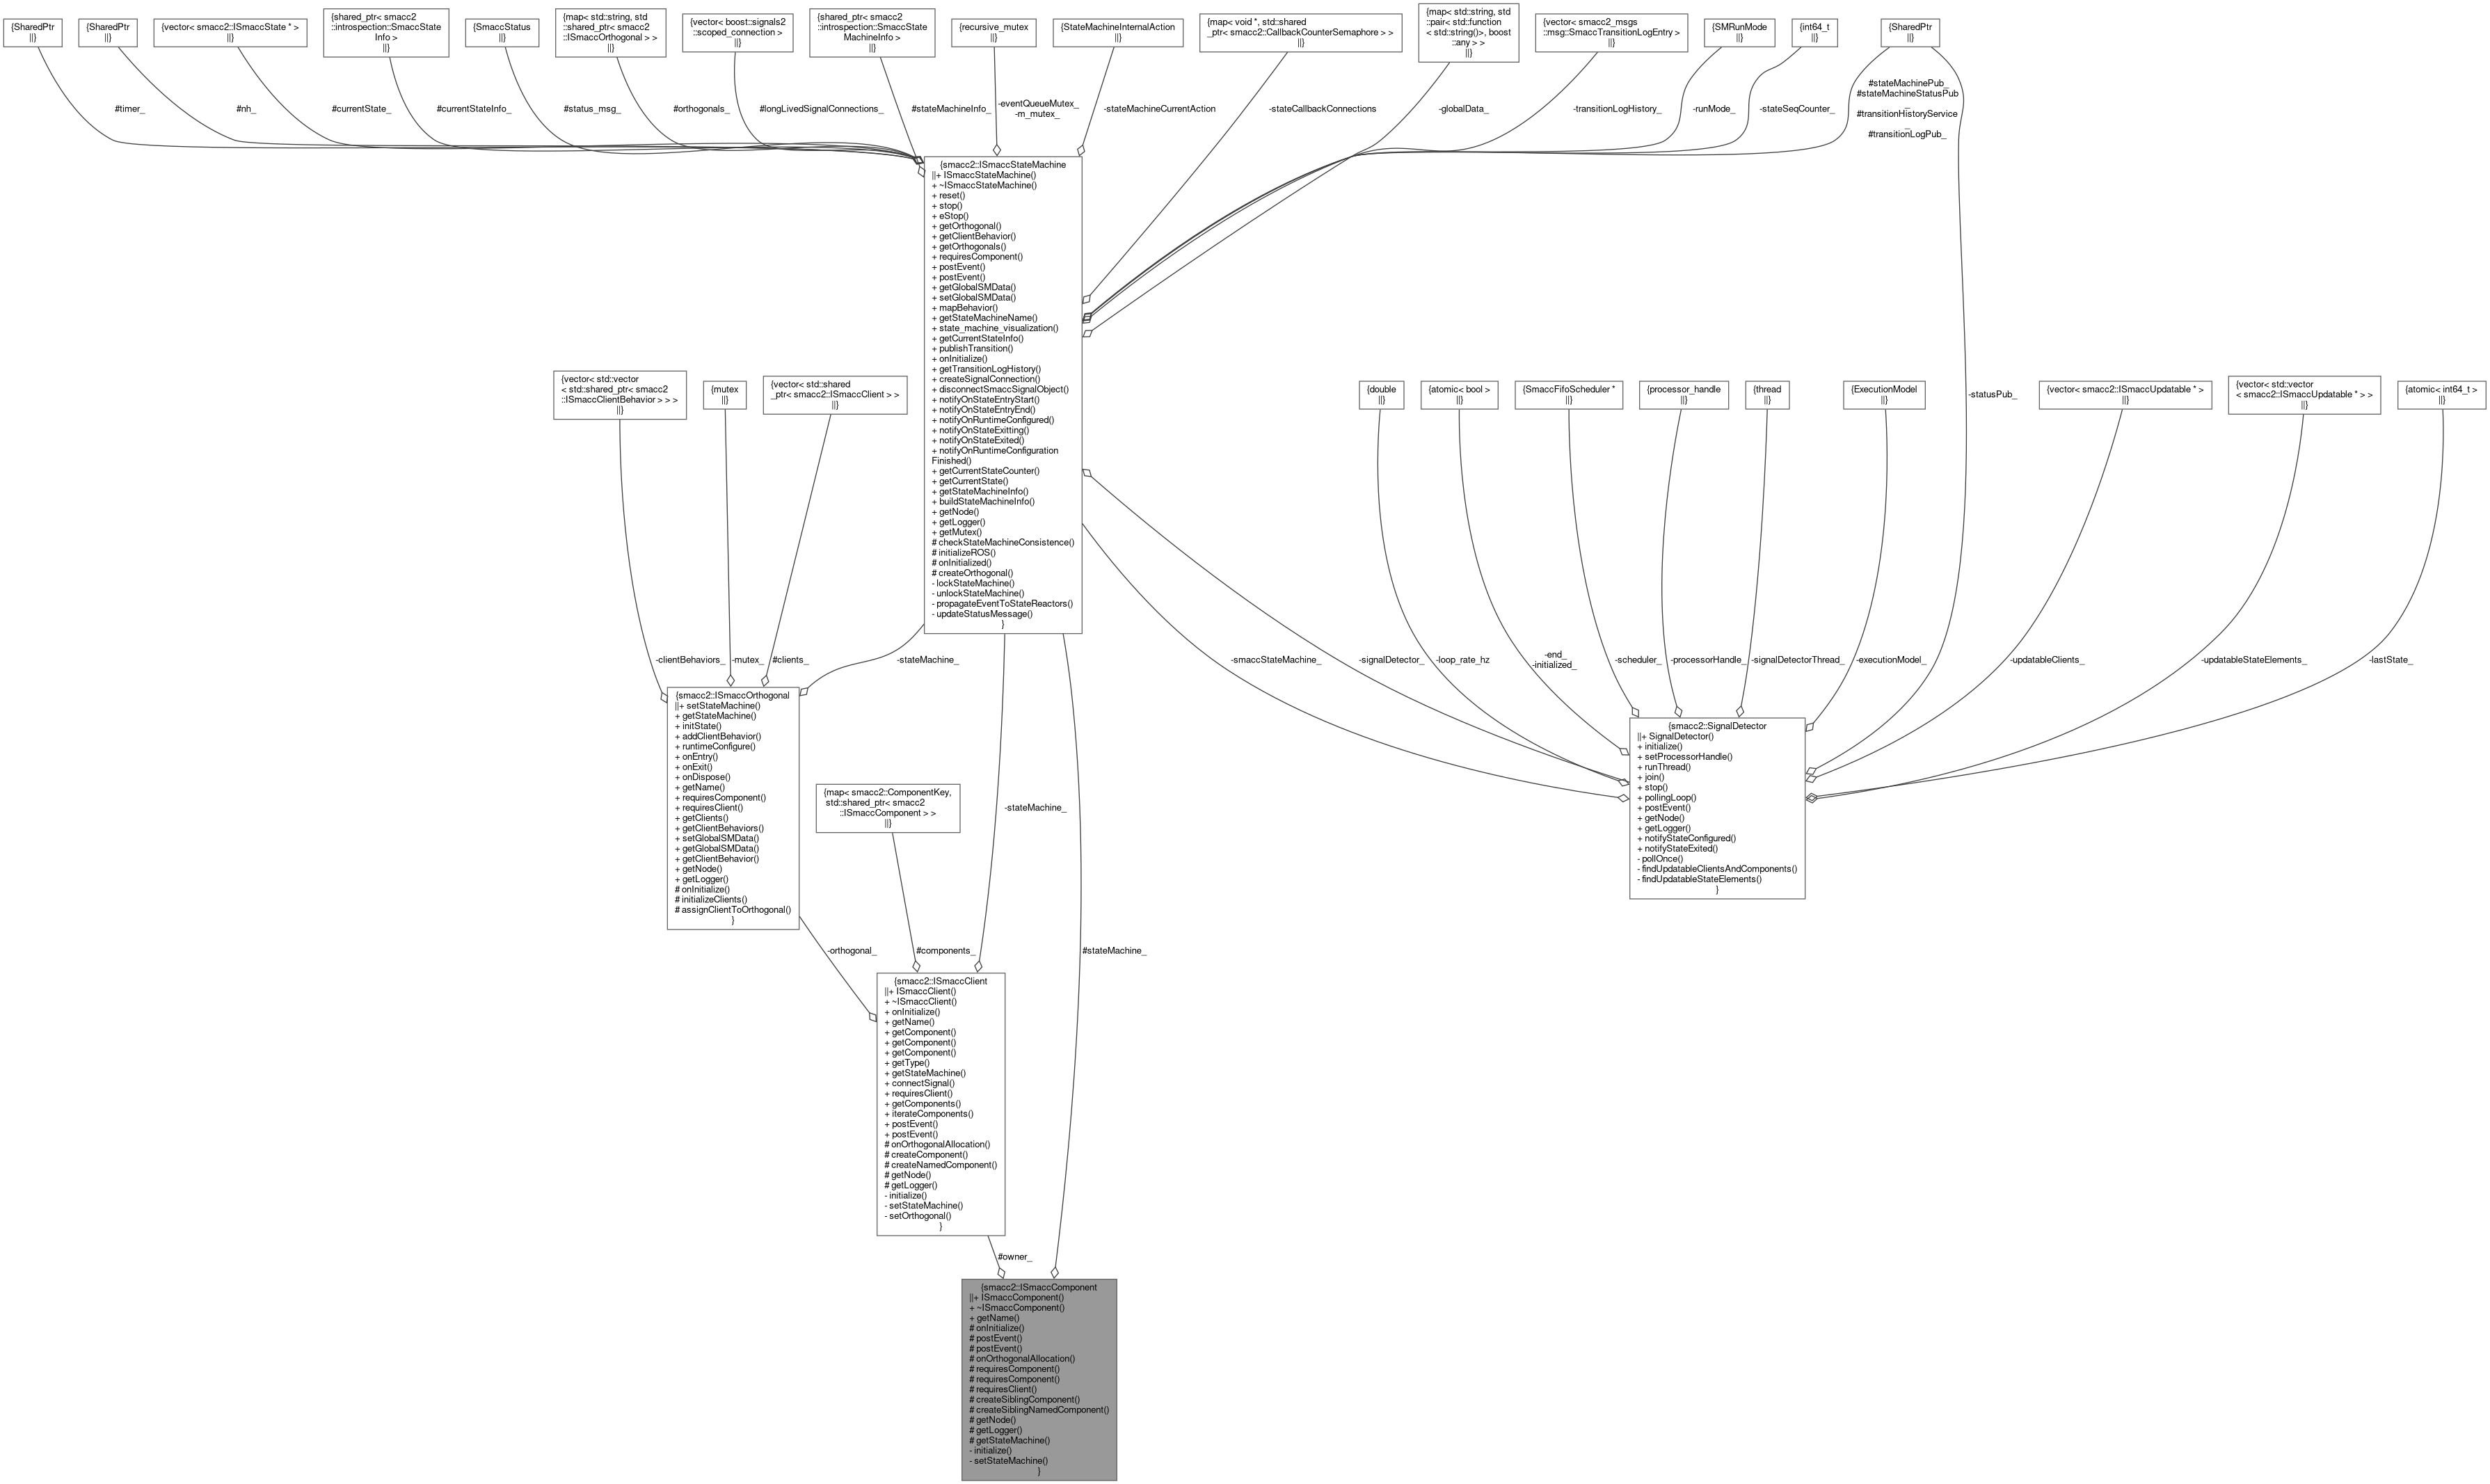 {SharedPtr
||}
{SharedPtr
||}
{vector< smacc2::ISmaccState * >
||}
{shared_ptr< smacc2
::introspection::SmaccState
Info >
||}
{SmaccStatus
||}
{map< std::string, std
::shared_ptr< smacc2
::ISmaccOrthogonal > >
||}
{vector< boost::signals2
::scoped_connection >
||}
{shared_ptr< smacc2
::introspection::SmaccState
MachineInfo >
||}
{recursive_mutex
||}
{StateMachineInternalAction
||}
{map< void *, std::shared
_ptr< smacc2::CallbackCounterSemaphore > >
||}
{map< std::string, std
::pair< std::function
< std::string()>, boost
::any > >
||}
{vector< smacc2_msgs
::msg::SmaccTransitionLogEntry >
||}
{SMRunMode
||}
{int64_t
||}
{SharedPtr
||}
#timer_
#nh_
#currentState_
#currentStateInfo_
#status_msg_
#orthogonals_
#longLivedSignalConnections_
#stateMachineInfo_
-eventQueueMutex_
-m_mutex_
-stateMachineCurrentAction
-stateCallbackConnections
-globalData_
-transitionLogHistory_
-runMode_
-stateSeqCounter_
#stateMachinePub_
#stateMachineStatusPub
_
#transitionHistoryService
_
#transitionLogPub_
{smacc2::ISmaccStateMachine
||+ ISmaccStateMachine()
+ ~ISmaccStateMachine()
+ reset()
+ stop()
+ eStop()
+ getOrthogonal()
+ getClientBehavior()
+ getOrthogonals()
+ requiresComponent()
+ postEvent()
+ postEvent()
+ getGlobalSMData()
+ setGlobalSMData()
+ mapBehavior()
+ getStateMachineName()
+ state_machine_visualization()
+ getCurrentStateInfo()
+ publishTransition()
+ onInitialize()
+ getTransitionLogHistory()
+ createSignalConnection()
+ disconnectSmaccSignalObject()
+ notifyOnStateEntryStart()
+ notifyOnStateEntryEnd()
+ notifyOnRuntimeConfigured()
+ notifyOnStateExitting()
+ notifyOnStateExited()
+ notifyOnRuntimeConfiguration
Finished()
+ getCurrentStateCounter()
+ getCurrentState()
+ getStateMachineInfo()
+ buildStateMachineInfo()
+ getNode()
+ getLogger()
+ getMutex()
# checkStateMachineConsistence()
# initializeROS()
# onInitialized()
# createOrthogonal()
- lockStateMachine()
- unlockStateMachine()
- propagateEventToStateReactors()
- updateStatusMessage()
}
{vector< std::vector
< std::shared_ptr< smacc2
::ISmaccClientBehavior > > >
||}
{mutex
||}
{vector< std::shared
_ptr< smacc2::ISmaccClient > >
||}
{double
||}
{atomic< bool >
||}
{SmaccFifoScheduler *
||}
{processor_handle
||}
{thread
||}
{ExecutionModel
||}
-statusPub_
{vector< smacc2::ISmaccUpdatable * >
||}
{vector< std::vector
< smacc2::ISmaccUpdatable * > >
||}
{atomic< int64_t >
||}
-clientBehaviors_
-mutex_
#clients_
-stateMachine_
-smaccStateMachine_
-signalDetector_
-loop_rate_hz
-end_
-initialized_
-scheduler_
-processorHandle_
-signalDetectorThread_
-executionModel_
-updatableClients_
-updatableStateElements_
-lastState_
{smacc2::ISmaccOrthogonal
||+ setStateMachine()
+ getStateMachine()
+ initState()
+ addClientBehavior()
+ runtimeConfigure()
+ onEntry()
+ onExit()
+ onDispose()
+ getName()
+ requiresComponent()
+ requiresClient()
+ getClients()
+ getClientBehaviors()
+ setGlobalSMData()
+ getGlobalSMData()
+ getClientBehavior()
+ getNode()
+ getLogger()
# onInitialize()
# initializeClients()
# assignClientToOrthogonal()
}
{smacc2::SignalDetector
||+ SignalDetector()
+ initialize()
+ setProcessorHandle()
+ runThread()
+ join()
+ stop()
+ pollingLoop()
+ postEvent()
+ getNode()
+ getLogger()
+ notifyStateConfigured()
+ notifyStateExited()
- pollOnce()
- findUpdatableClientsAndComponents()
- findUpdatableStateElements()
}
{map< smacc2::ComponentKey,
std::shared_ptr< smacc2
::ISmaccComponent > >
||}
-stateMachine_
-orthogonal_
#components_
#stateMachine_
{smacc2::ISmaccClient
||+ ISmaccClient()
+ ~ISmaccClient()
+ onInitialize()
+ getName()
+ getComponent()
+ getComponent()
+ getComponent()
+ getType()
+ getStateMachine()
+ connectSignal()
+ requiresClient()
+ getComponents()
+ iterateComponents()
+ postEvent()
+ postEvent()
# onOrthogonalAllocation()
# createComponent()
# createNamedComponent()
# getNode()
# getLogger()
- initialize()
- setStateMachine()
- setOrthogonal()
}
#owner_
{smacc2::ISmaccComponent
||+ ISmaccComponent()
+ ~ISmaccComponent()
+ getName()
# onInitialize()
# postEvent()
# postEvent()
# onOrthogonalAllocation()
# requiresComponent()
# requiresComponent()
# requiresClient()
# createSiblingComponent()
# createSiblingNamedComponent()
# getNode()
# getLogger()
# getStateMachine()
- initialize()
- setStateMachine()
}